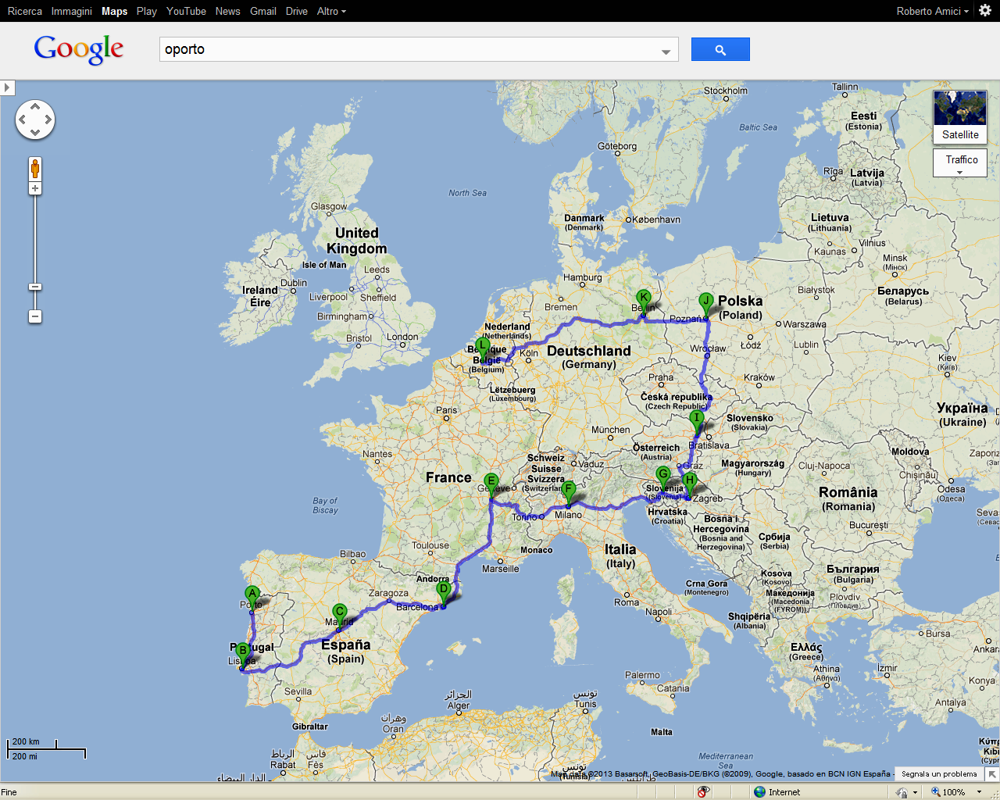 Ricerca Immagini Maps Play YouTube News Gmail Drive Altro
Roberto Amici
Google
oporto
Satellite
Traffico
Stockholm
Tallinn
Eesti
(Estonia)
Baltic Sea
Göteborg
Rīga
Latvija
(Latvia)
North Sea
Glasgow
Danmark
(Denmark)
København
Lietuva
(Lithuania)
United
Kingdom
Kaunas
Vilnius
Minsk
(Мінск)
Isle of Man
Leeds
Dublin
Ireland
Éire
Liverpool
Sheffield
Hamburg
Białystok
Беларусь
(Belarus)
Birmingham
Bremen
K
Berlin
J
Poznań
Polska
(Poland)
Warszawa
Nederland
(Netherlands)
Bristol
London
L
Belgique
België
(Belgium)
Köln
Deutschland
(Germany)
Wrocław
Łódź
Lublin
Kiev
(Київ)
Praha
Kraków
Lëtzebuerg
(Luxembourg)
Česká republika
(Czech Republic)
Paris
Україна
(Ukraine)
I
Slovensko
(Slovakia)
München
Bratislava
Nantes
Österreich
(Austria)
Schweiz
Suisse
Svizzera
(Switzerland)
Vaduz
Graz
Magyarország
(Hungary)
Cluj-Napoca
Moldova
Chișinău
(Chişinău)
Odesa
(Одеса)
France
E
Genève
F
Milano
G
Slovenija
(Slovenia)
H
Zagreb
România
(Romania)
Bay of
Biscay
Torino
Hrvatska
(Croatia)
Bosna i
Hercegovina
(Bosnia and
Herzegovina)
București
Toulouse
Monaco
Marseille
Italia
(Italy)
Србија
(Serbia)
Bilbao
Andorra
Crna Gora
(Montenegro)
Kosova
(Kosovo)
България
(Bulgaria)
A
Porto
Zaragoza
D
Barcelona
Roma
Македонија
(Macedonia
(FYROM))
Plovdiv
(Пловдив)
C
Madrid
Napoli
Shqipëria
(Albania)
Bursa
España
(Spain)
B
Portugal
Lisboa
Ελλάς
(Greece)
Athina
(Αθήνα)
İzmir
Konya
Sevilla
Palermo
Catania
Antalya
الجزائر
Alger
تونس
Tunis
وهران
Oran
Gibraltar
Malta
الرباط
Rabat
فاس
Fès
Mediterranean
Sea
تونس
(Tunisia)
الدار البيضاء
200 km
200 mi
Map data ©2013 Basarsoft, GeoBasis-DE/BKG (©2009), Google, basado en BCN IGN España -
Segnala un problema
Fine
Internet
100%